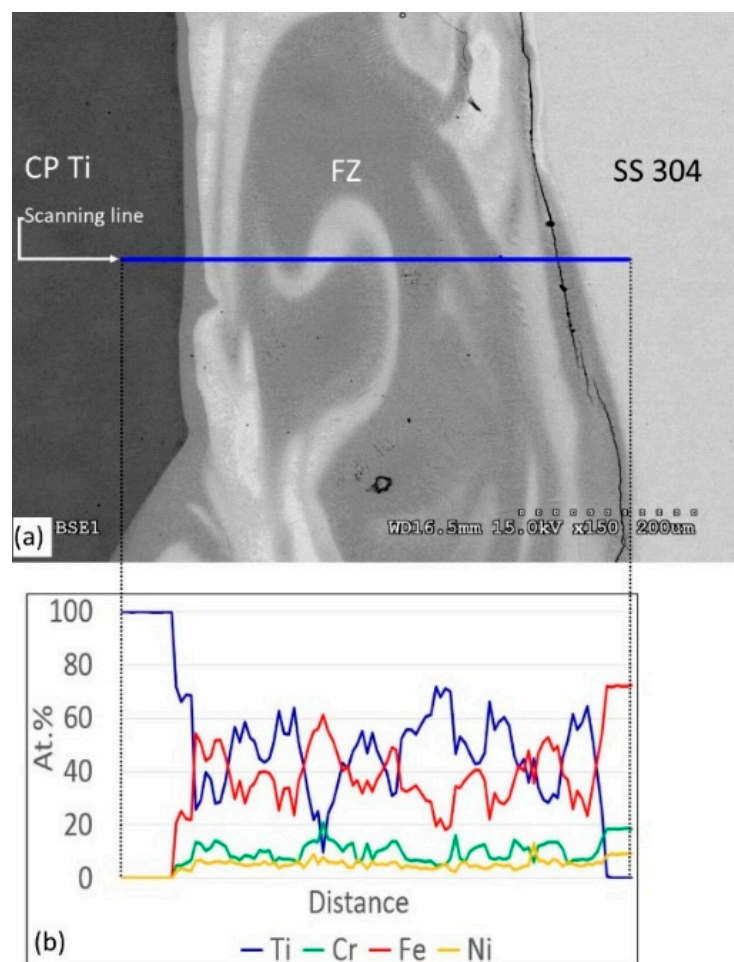 CP Ti
FZ
SS 304
Scanning line
(a)
BSE1
WD16.5mm 15.0kV x150 200um
100
80
60
40
20
0
At.%
Distance
(b)
Ti
Cr
Fe
Ni